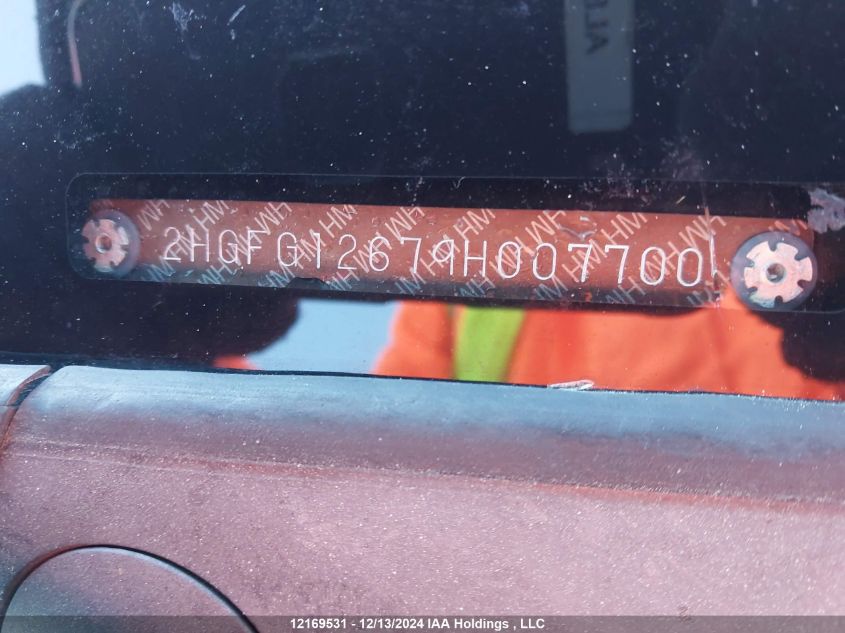 2HGFG12679H007700
12169531 - 12/13/2024 IAA Holdings , LLC